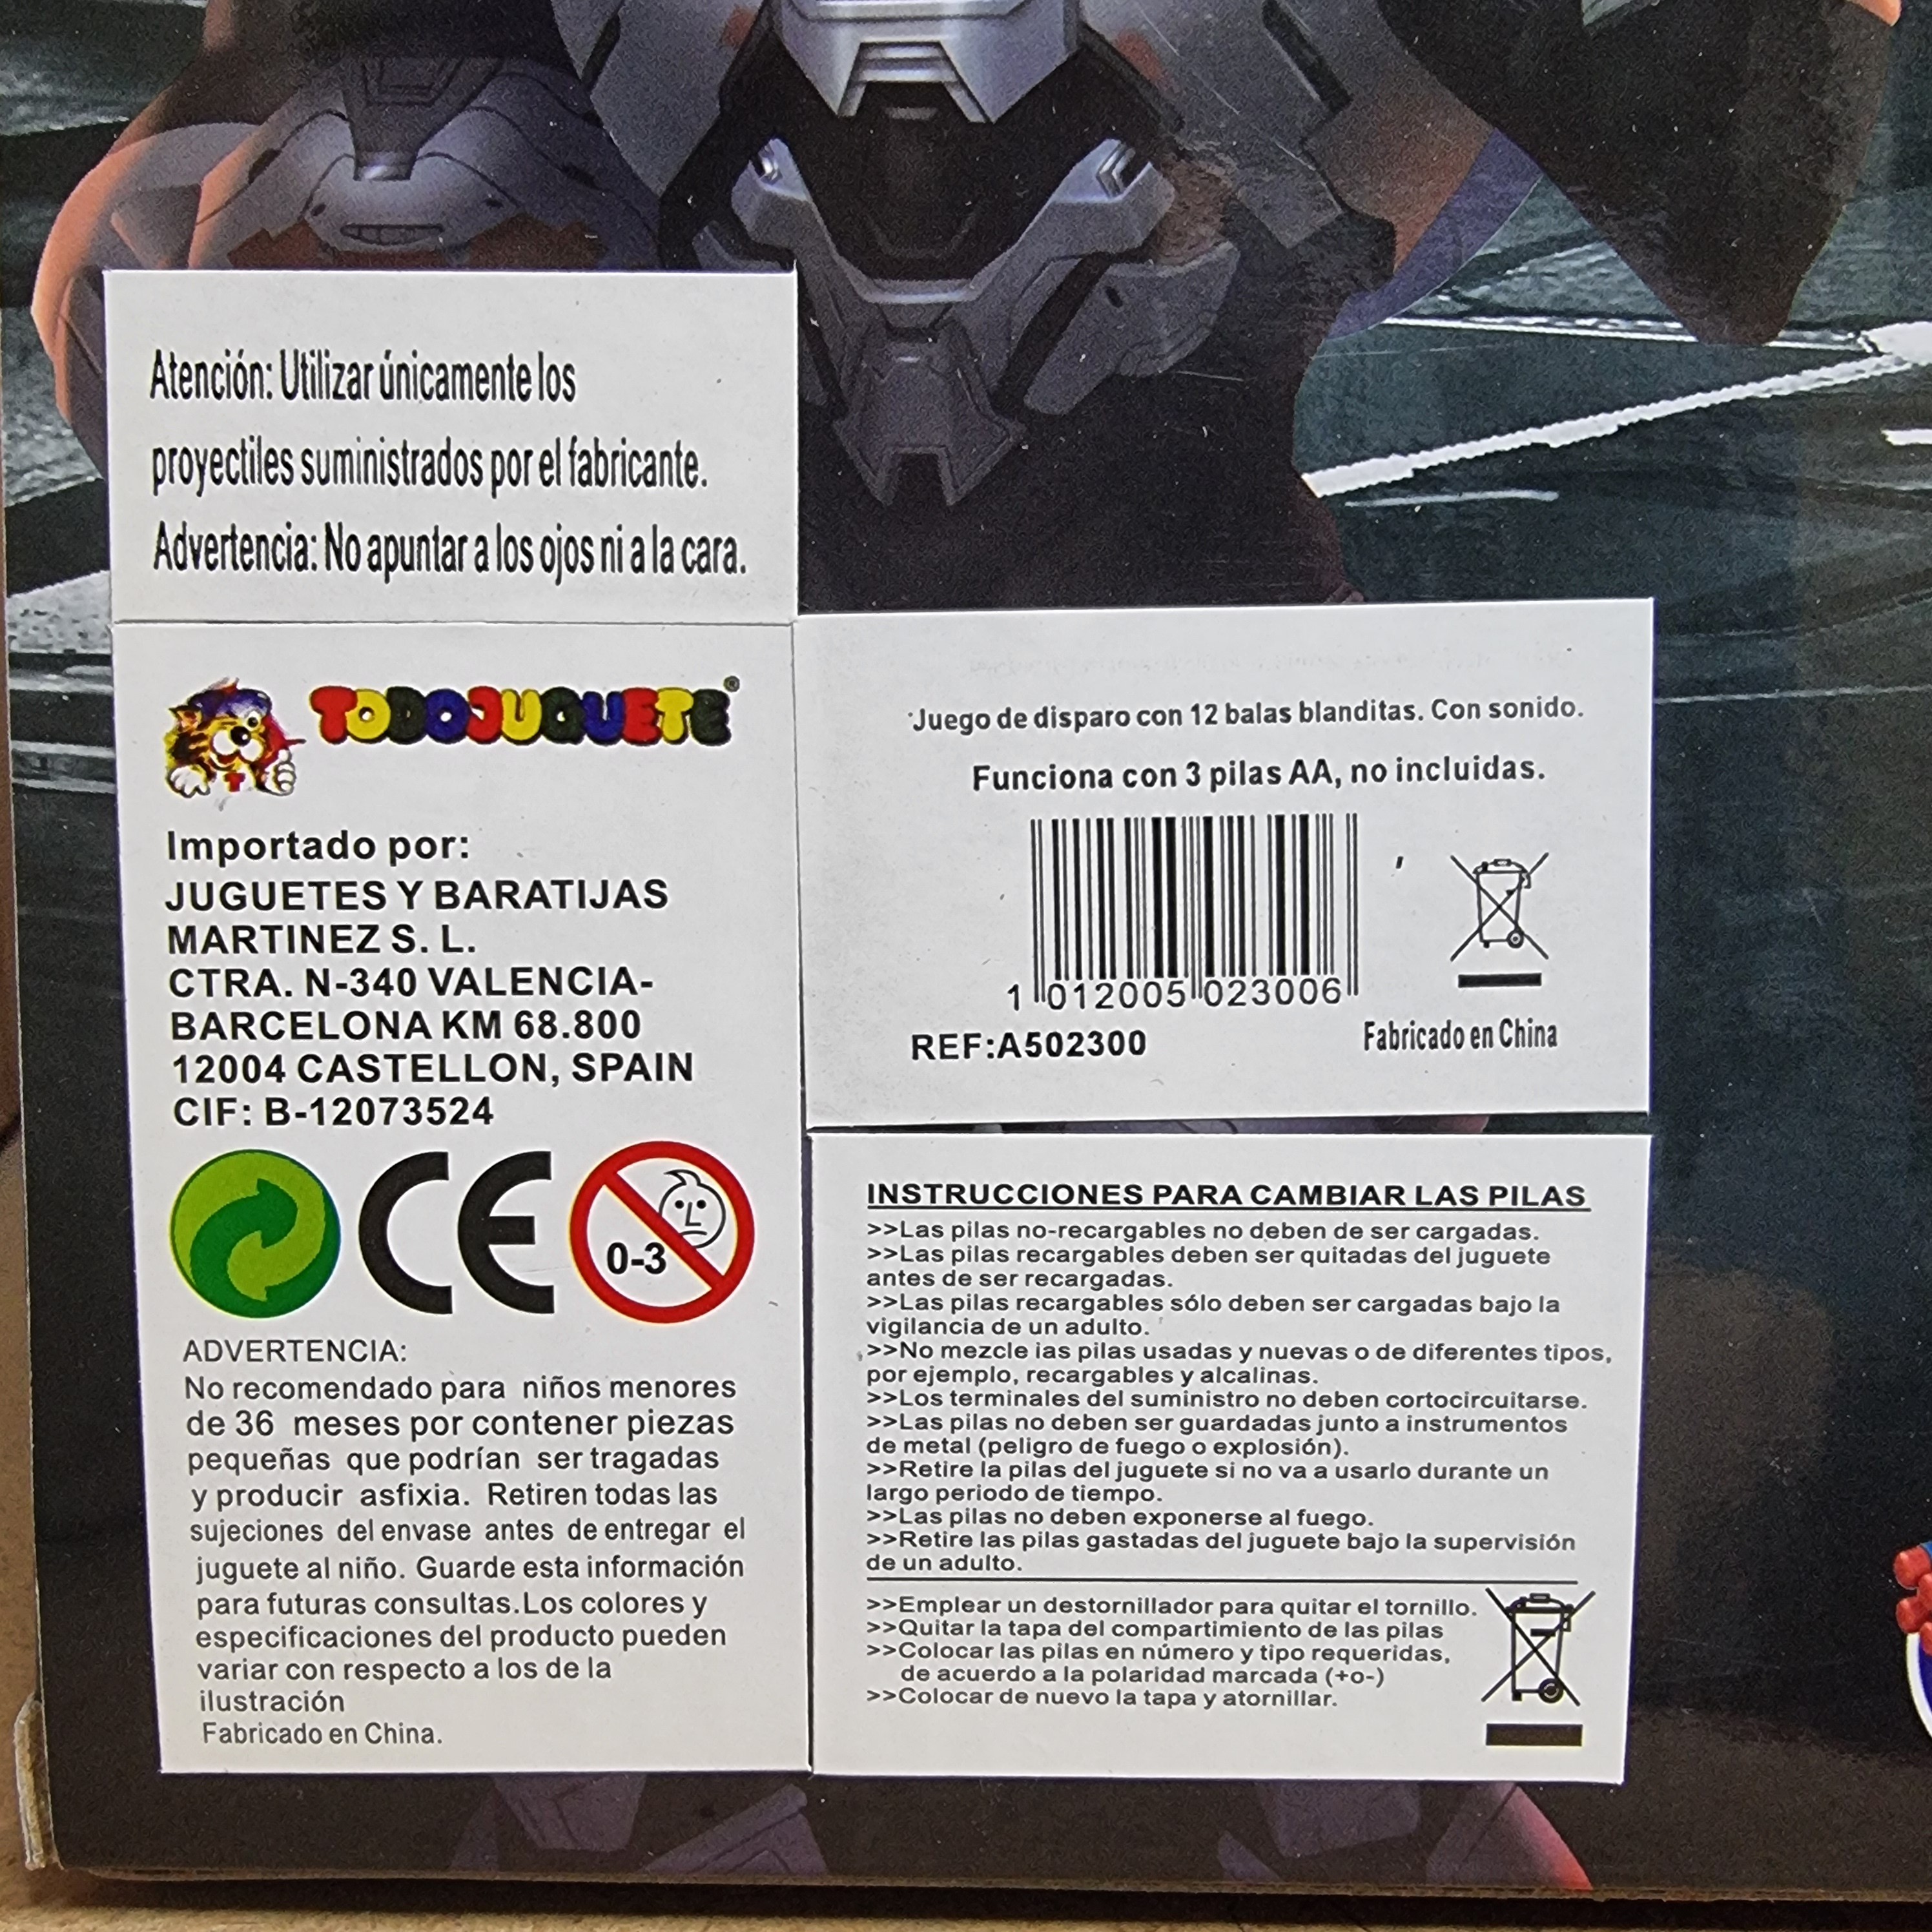 Atención: Utilizar únicamente los
proyectiles suministrados por el fabricante.
Advertencia: No apuntar a los ojos ni a la cara.
TODOJUGUETE®
Importado por:
JUGUETES Y BARATIJAS
MARTINEZ S. L.
CTRA. N-340 VALENCIA-
BARCELONA KM 68.800
12004 CASTELLON, SPAIN
CIF: B-12073524
CE
0-3
ADVERTENCIA:
No recomendado para niños menores
de 36 meses por contener piezas
pequeñas que podrían ser tragadas
y producir asfixia. Retiren todas las
sujeciones del envase antes de entregar el
juguete al niño. Guarde esta información
para futuras consultas.Los colores y
especificaciones del producto pueden
variar con respecto a los de la
ilustración
Fabricado en China.
Juego de disparo con 12 balas blanditas. Con sonido.
Funciona con 3 pilas AA, no incluidas.
1 012005 023006
REF:A502300
Fabricado en China
INSTRUCCIONES PARA CAMBIAR LAS PILAS
>>Las pilas no-recargables no deben de ser cargadas.
>>Las pilas recargables deben ser quitadas del juguete
antes de ser recargadas.
>>Las pilas recargables sólo deben ser cargadas bajo la
vigilancia de un adulto.
>>No mezcle ias pilas usadas y nuevas o de diferentes tipos,
por ejemplo, recargables y alcalinas.
>>Los terminales del suministro no deben cortocircuitarse.
>>Las pilas no deben ser guardadas junto a instrumentos
de metal (peligro de fuego o explosión).
>>Retire la pilas del juguete si no va a usarlo durante un
largo periodo de tiempo.
>>Las pilas no deben exponerse al fuego.
>>Retire las pilas gastadas del juguete bajo la supervisión
de un adulto.
>>Emplear un destornillador para quitar el tornillo.
>>Quitar la tapa del compartimiento de las pilas
>>Colocar las pilas en número y tipo requeridas,
de acuerdo a la polaridad marcada (+o-)
>>Colocar de nuevo la tapa y atornillar.